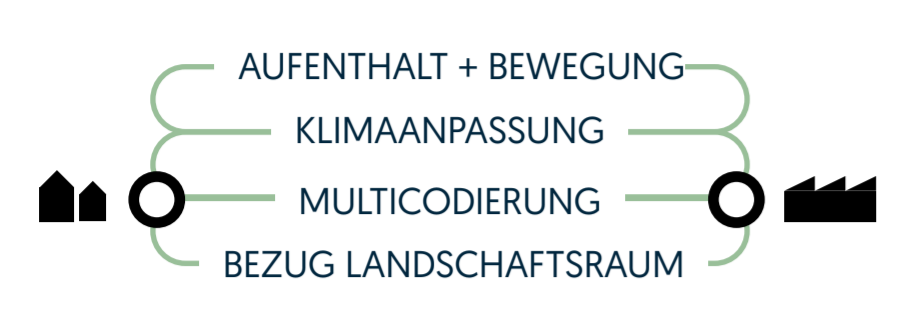 AUFENTHALT + BEWEGUNG
KLIMAANPASSUNG
MULTICODIERUNG
BEZUG LANDSCHAFTSRAUM